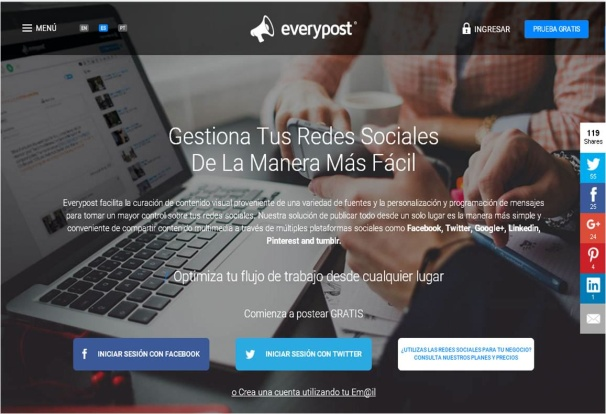 MENÚ EN ES PT everypost INGRESAR PRUEBA GRATIS
119
Shares
55
25
24
4
1
Gestiona Tus Redes Sociales
De La Manera Más Fácil
Everypost facilita la curación de contenido visual proveniente de una variedad de fuentes y la personalización y programación de mensajes
para tomar un mayor control sobre tus redes sociales. Nuestra solución de publicar todo desde un solo lugar es la manera más simple y
conveniente de compartir contenido multimedia a través de múltiples plataformas sociales como Facebook, Twitter, Google+, Linkedin,
Pinterest and tumblr.
Optimiza tu flujo de trabajo desde cualquier lugar
Comienza a postear GRATIS
f INICIAR SESIÓN CON FACEBOOK INICIAR SESIÓN CON TWITTER
¿UTILIZAS LAS REDES SOCIALES PARA TU NEGOCIO?
CONSULTA NUESTROS PLANES Y PRECIOS
o Crea una cuenta utilizando tu Em@il